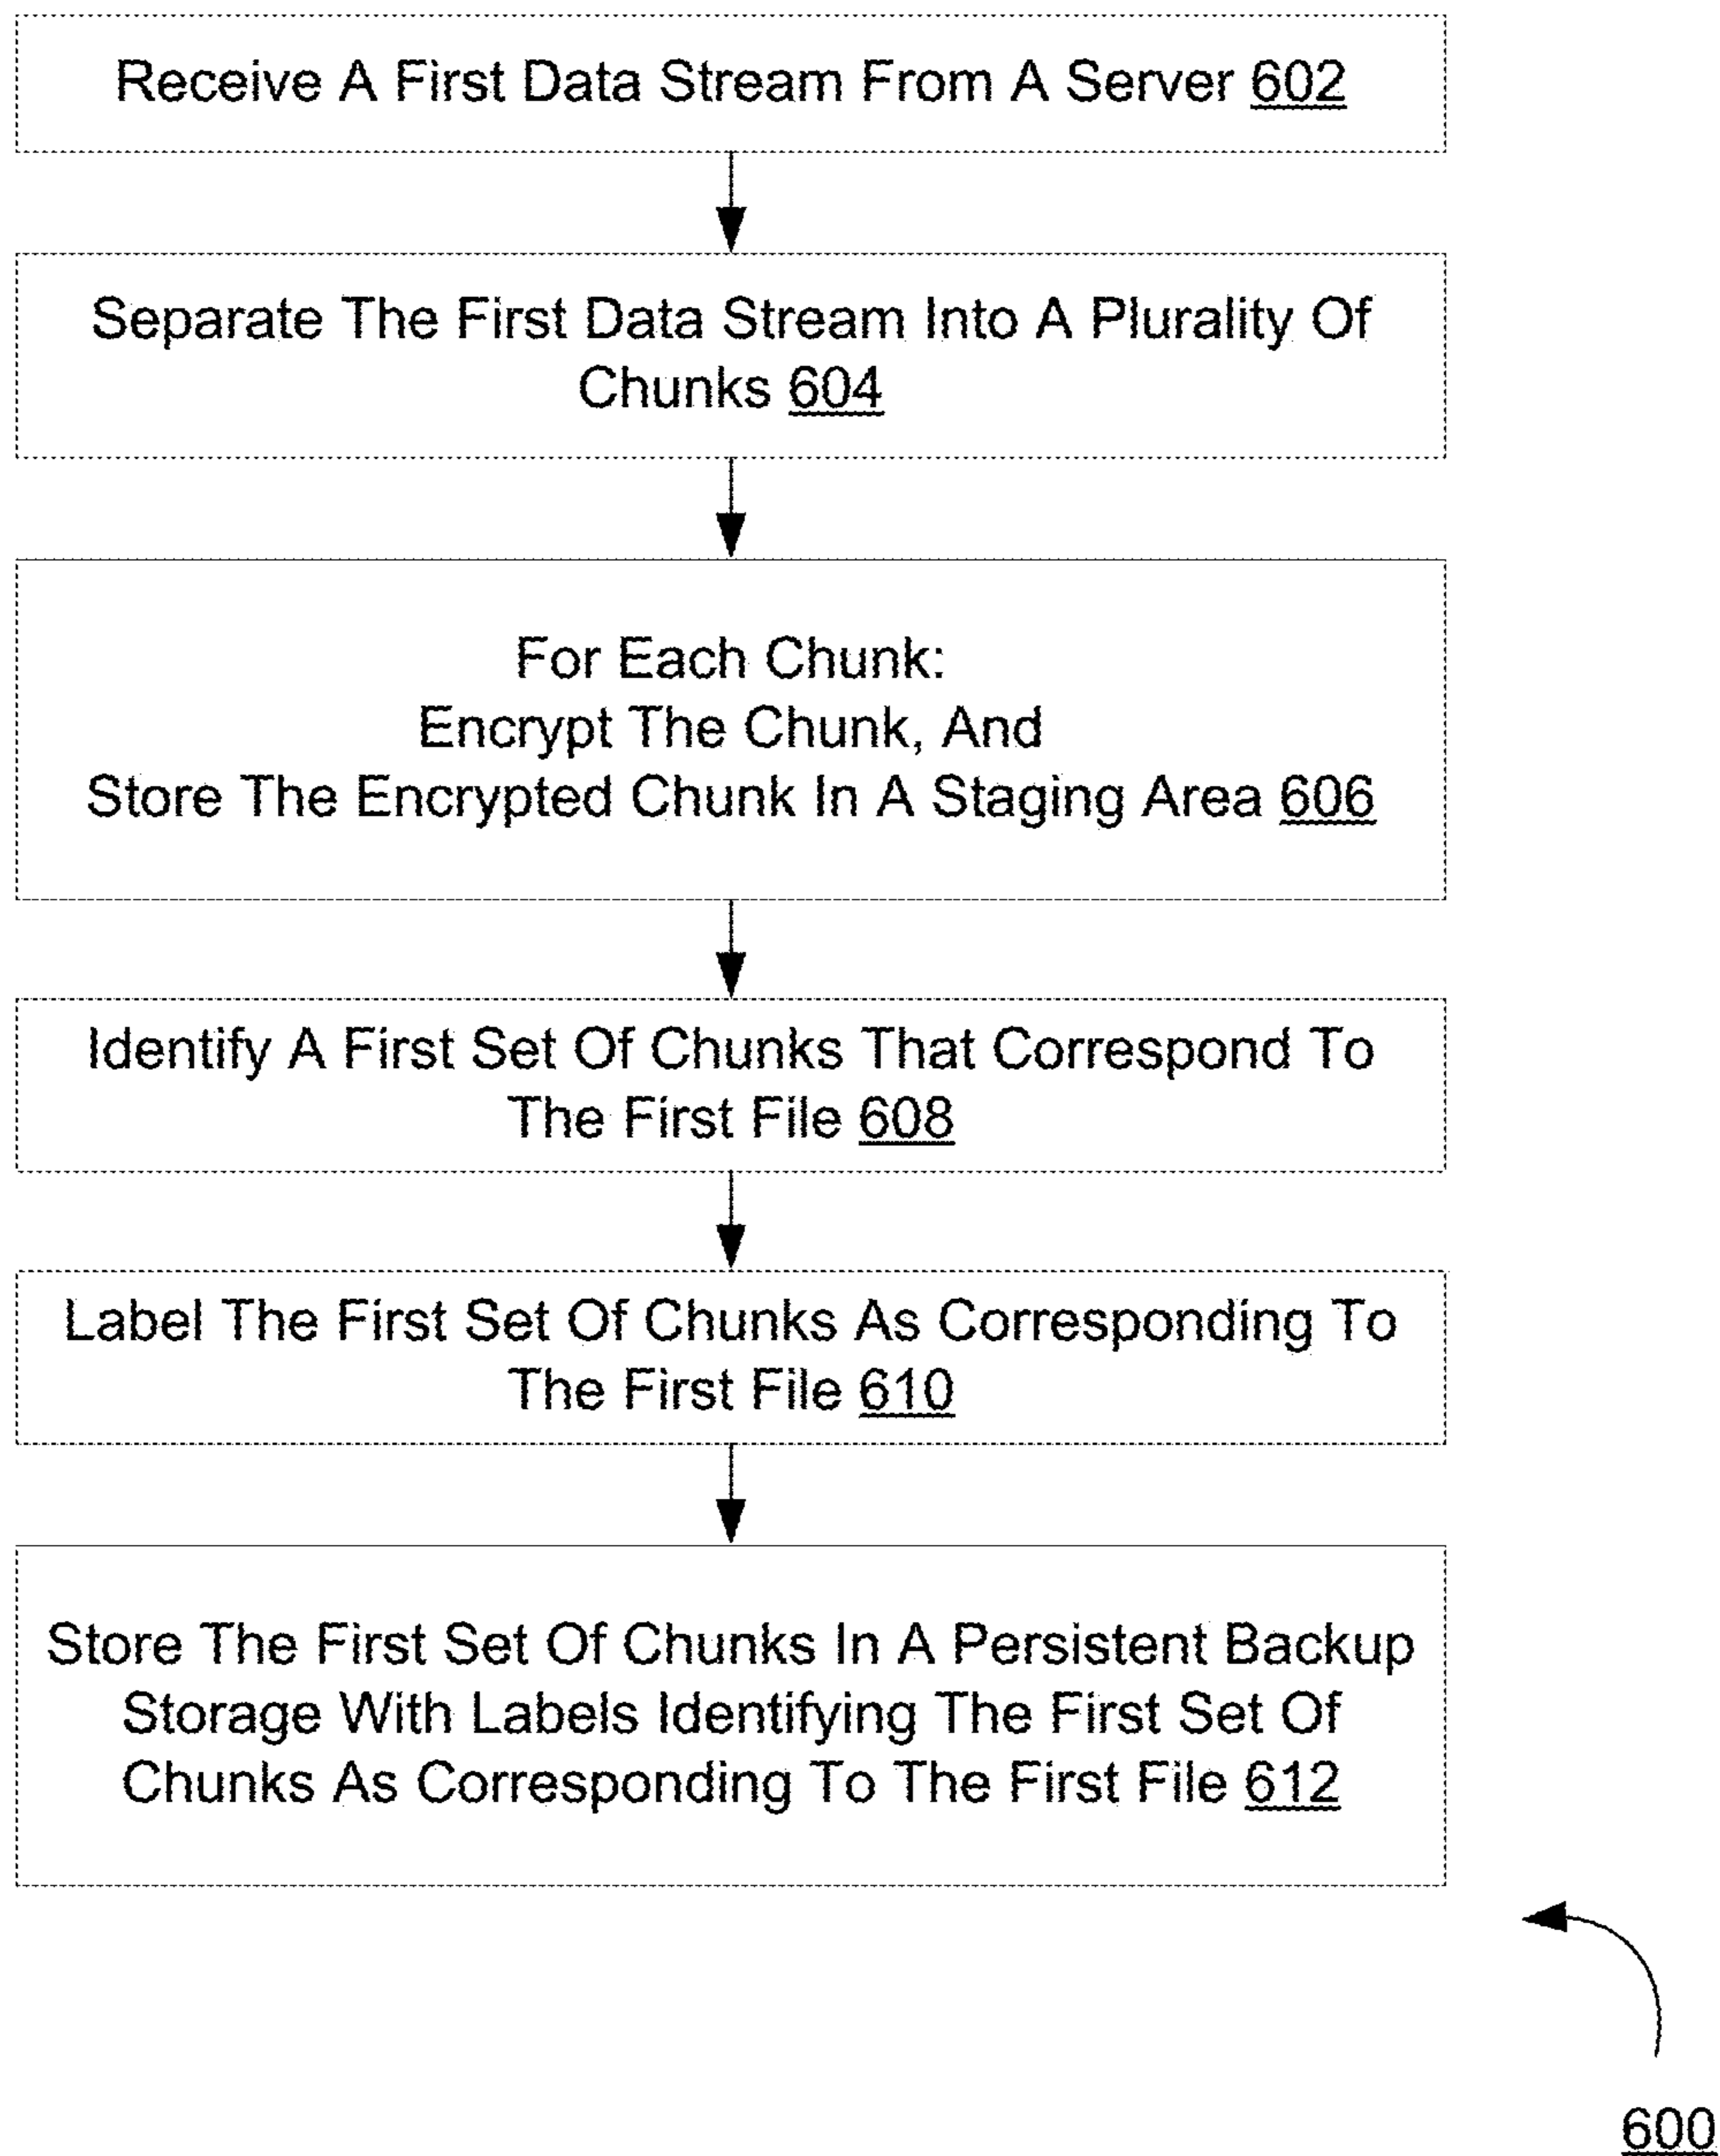 Receive A First Data Stream From A Server 602
Separate The First Data Stream Into A Plurality Of
Chunks 604
For Each Chunk:
Encrypt The Chunk, And
Store The Encrypted Chunk In A Staging Area 606
Identify A First Set Of Chunks That Correspond To
The First File 608
Label The First Set Of Chunks As Corresponding To
The First File 610
Store The First Set Of Chunks In A Persistent Backup
Storage With Labels Identifying The First Set Of
Chunks As Corresponding To The First File 612
600